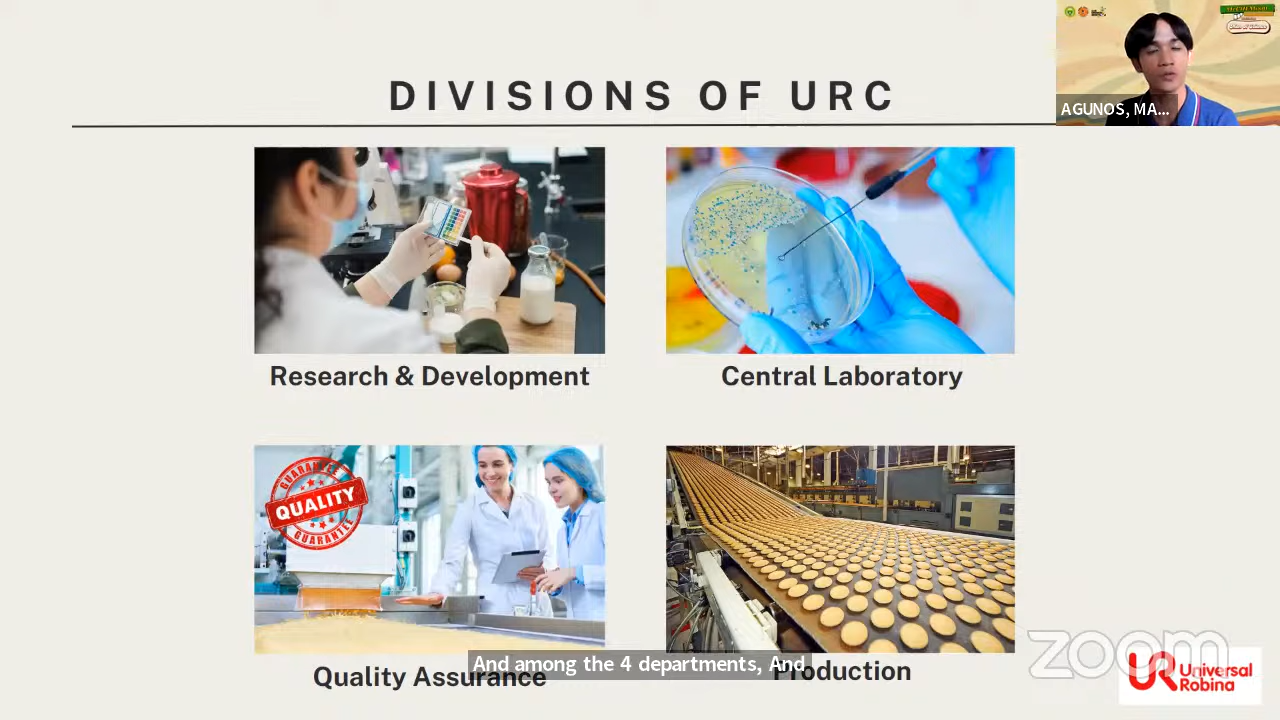 DIVISIONS OF URC
AGUNOS, MA...
Research & Development
Central Laboratory
GUARANTEE
QUALITY
GUARANTEE
Quality Assurance
Production
And among the 4 departments, And
zoom
UR Universal
Robina